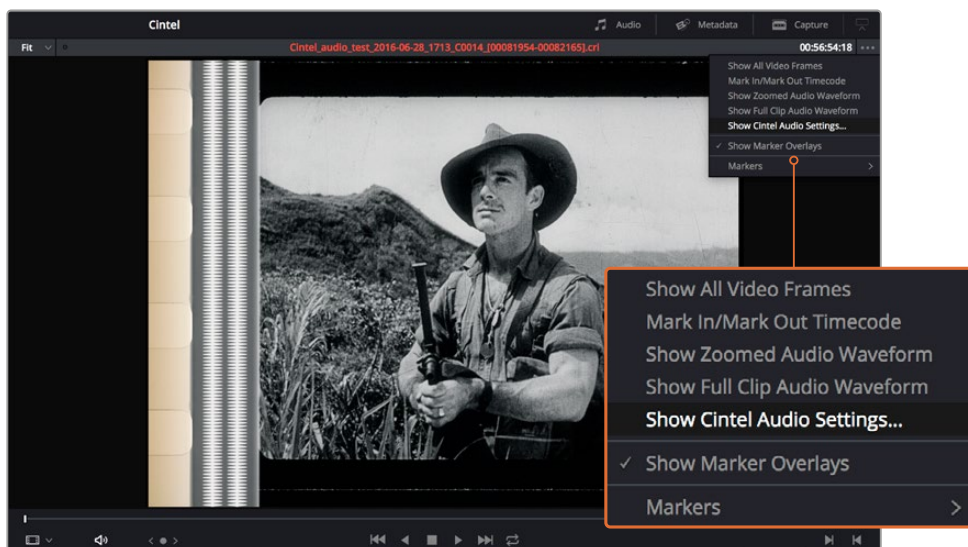 Cintel
Audio
Metadata
Capture
Fit
Cintel_audio_test_2016-06-28_1713_C0014_[00081954-00082165].cri
00:56:54:18
Show All Video Frames
Mark In/Mark Out Timecode
Show Zoomed Audio Waveform
Show Full Clip Audio Waveform
Show Cintel Audio Settings...
Show Marker Overlays
Markers
Show All Video Frames
Mark In/Mark Out Timecode
Show Zoomed Audio Waveform
Show Full Clip Audio Waveform
Show Cintel Audio Settings...
Show Marker Overlays
Markers